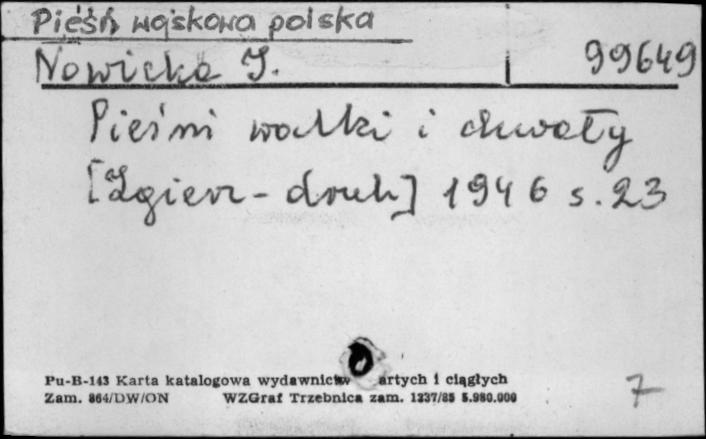 Pieśń wojskowa polska
Nowicka J. 99649
Pieśni walki i chwały
[Zgierz - druk] 1946 s. 23
Pu-B-143 Karta katalogowa wydawnictw artych i ciągłych
Zam. 864/DW/ON WZGraf Trzebnica zam. 1237/85 5.980.000
7